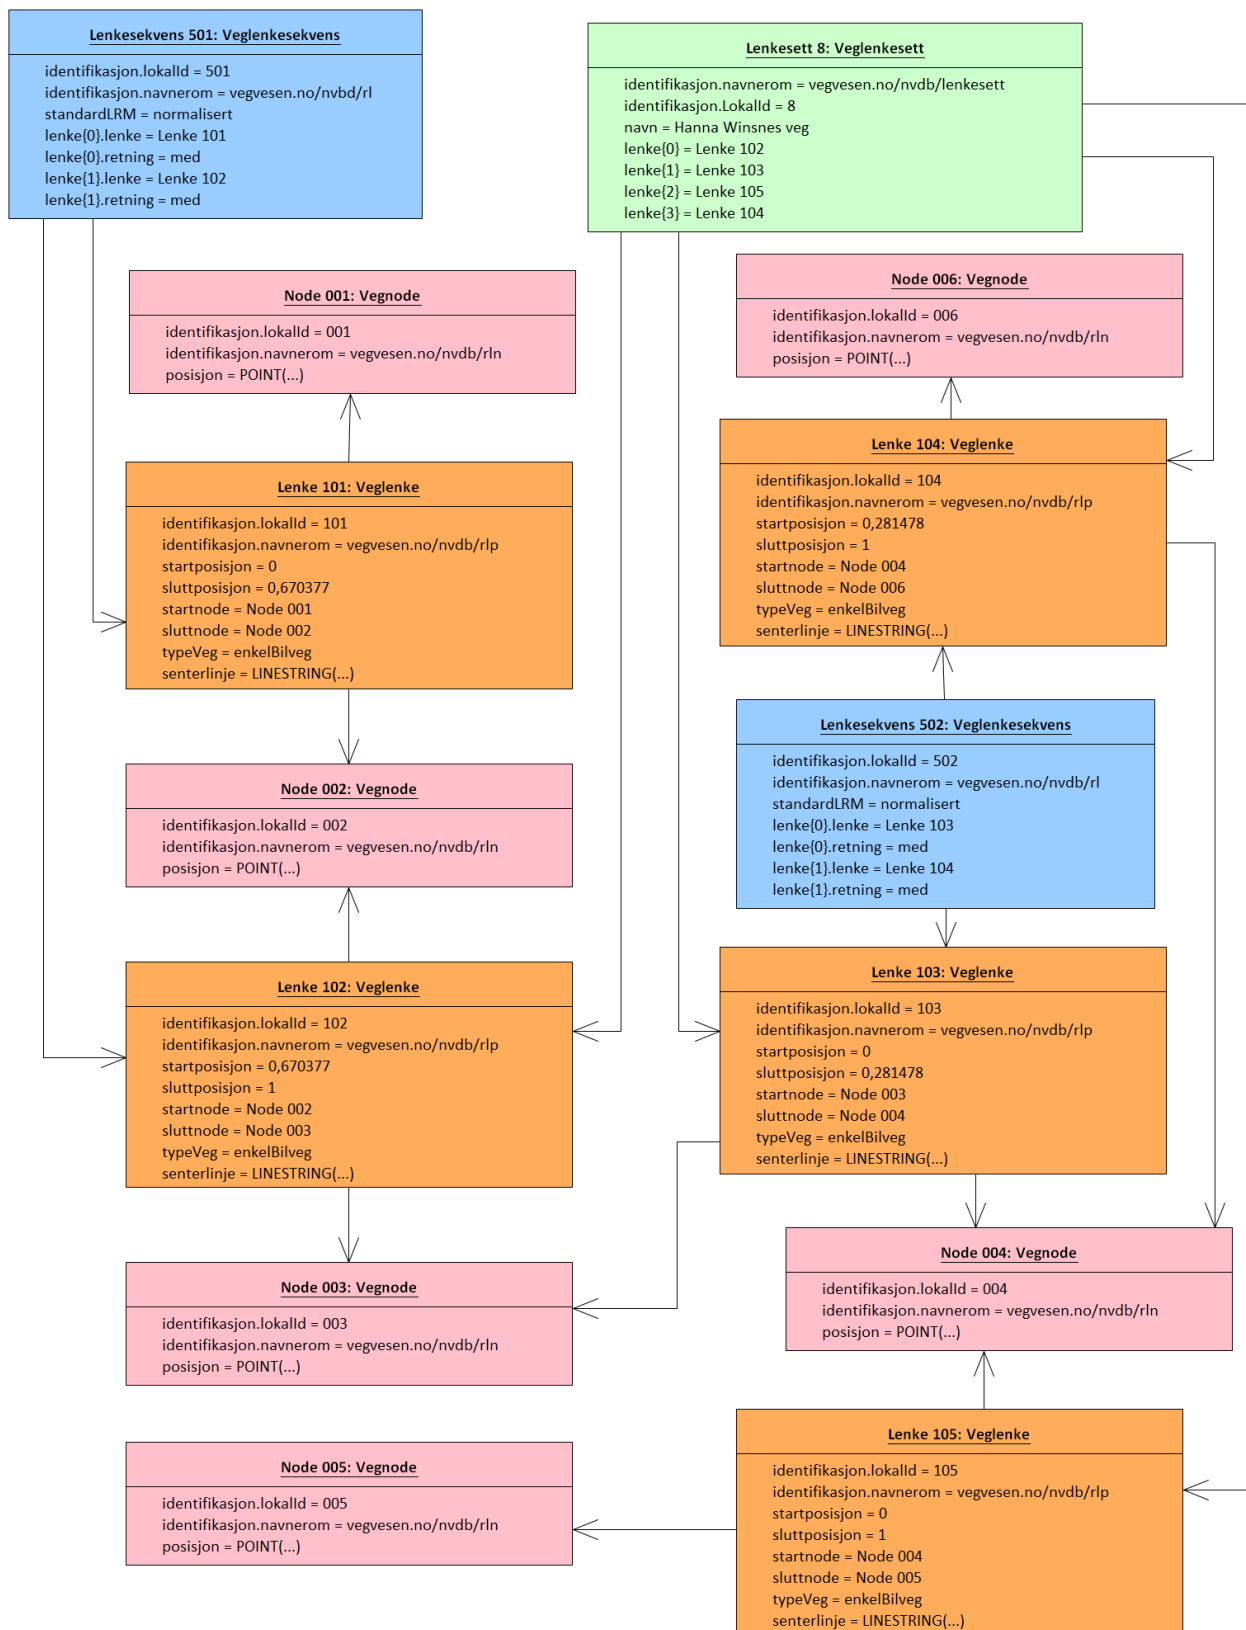 Lenkesekvens 501: Veglenkesekvens
identifikasjon.lokalId = 501
identifikasjon.navnerom = vegvesen.no/nvbd/rl
standardLRM = normalisert
lenke{0}.lenke = Lenke 101
lenke{0}.retning = med
lenke{1}.lenke = Lenke 102
lenke{1}.retning = med
Lenkesett 8: Veglenkesett
identifikasjon.navnerom = vegvesen.no/nvdb/lenkesett
identifikasjon.LokalId = 8
navn = Hanna Winsnes veg
lenke{0} = Lenke 102
lenke{1} = Lenke 103
lenke{2} = Lenke 105
lenke{3} = Lenke 104
Node 001: Vegnode
identifikasjon.lokalId = 001
identifikasjon.navnerom = vegvesen.no/nvdb/rln
posisjon = POINT(...)
Node 006: Vegnode
identifikasjon.lokalId = 006
identifikasjon.navnerom = vegvesen.no/nvdb/rln
posisjon = POINT(...)
Lenke 101: Veglenke
identifikasjon.lokalId = 101
identifikasjon.navnerom = vegvesen.no/nvdb/rlp
startposisjon = 0
sluttposisjon = 0,670377
startnode = Node 001
sluttnode = Node 002
typeVeg = enkelBilveg
senterlinje = LINESTRING(...)
Lenke 104: Veglenke
identifikasjon.lokalId = 104
identifikasjon.navnerom = vegvesen.no/nvdb/rlp
startposisjon = 0,281478
sluttposisjon = 1
startnode = Node 004
sluttnode = Node 006
typeVeg = enkelBilveg
senterlinje = LINESTRING(...)
Lenkesekvens 502: Veglenkesekvens
identifikasjon.lokalId = 502
identifikasjon.navnerom = vegvesen.no/nvdb/rl
standardLRM = normalisert
lenke{0}.lenke = Lenke 103
lenke{0}.retning = med
lenke{1}.lenke = Lenke 104
lenke{1}.retning = med
Node 002: Vegnode
identifikasjon.lokalId = 002
identifikasjon.navnerom = vegvesen.no/nvdb/rln
posisjon = POINT(...)
Lenke 102: Veglenke
identifikasjon.lokalId = 102
identifikasjon.navnerom = vegvesen.no/nvdb/rlp
startposisjon = 0,670377
sluttposisjon = 1
startnode = Node 002
sluttnode = Node 003
typeVeg = enkelBilveg
senterlinje = LINESTRING(...)
Lenke 103: Veglenke
identifikasjon.lokalId = 103
identifikasjon.navnerom = vegvesen.no/nvdb/rlp
startposisjon = 0
sluttposisjon = 0,281478
startnode = Node 003
sluttnode = Node 004
typeVeg = enkelBilveg
senterlinje = LINESTRING(...)
Node 003: Vegnode
identifikasjon.lokalId = 003
identifikasjon.navnerom = vegvesen.no/nvdb/rln
posisjon = POINT(...)
Node 004: Vegnode
identifikasjon.lokalId = 004
identifikasjon.navnerom = vegvesen.no/nvdb/rln
posisjon = POINT(...)
Node 005: Vegnode
identifikasjon.lokalId = 005
identifikasjon.navnerom = vegvesen.no/nvdb/rln
posisjon = POINT(...)
Lenke 105: Veglenke
identifikasjon.lokalId = 105
identifikasjon.navnerom = vegvesen.no/nvdb/rlp
startposisjon = 0
sluttposisjon = 1
startnode = Node 004
sluttnode = Node 005
typeVeg = enkelBilveg
senterlinje = LINESTRING(...)